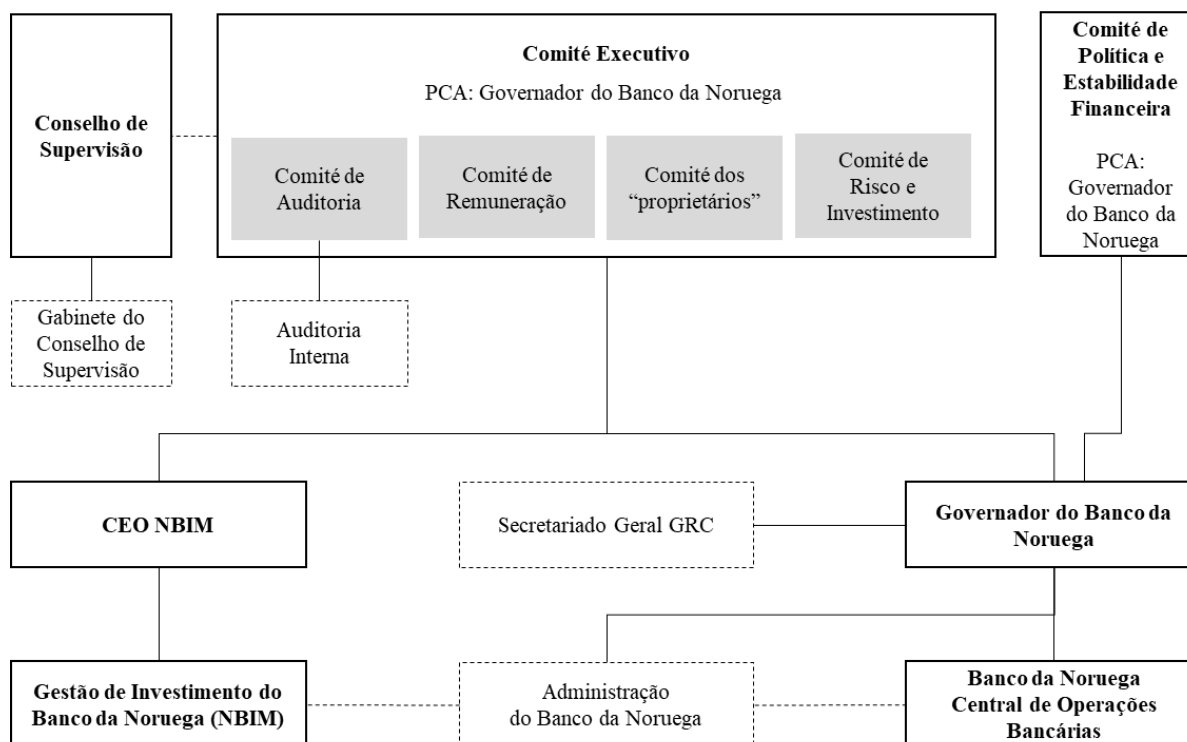 Conselho de
Supervisão
Comité Executivo
PCA: Governador do Banco da Noruega
Comité de
Auditoria
Comité de
Remuneração
Comité dos
“proprietários”
Comité de
Risco e
Investimento
Comité de
Política e
Estabilidade
Financeira
PCA:
Governador
do Banco da
Noruega
Gabinete do
Conselho de
Supervisão
Auditoria
Interna
CEO NBIM
Secretariado Geral GRC
Governador do Banco da
Noruega
Gestão de Investimento do
Banco da Noruega (NBIM)
Administração
do Banco da Noruega
Banco da Noruega
Central de Operações
Bancárias